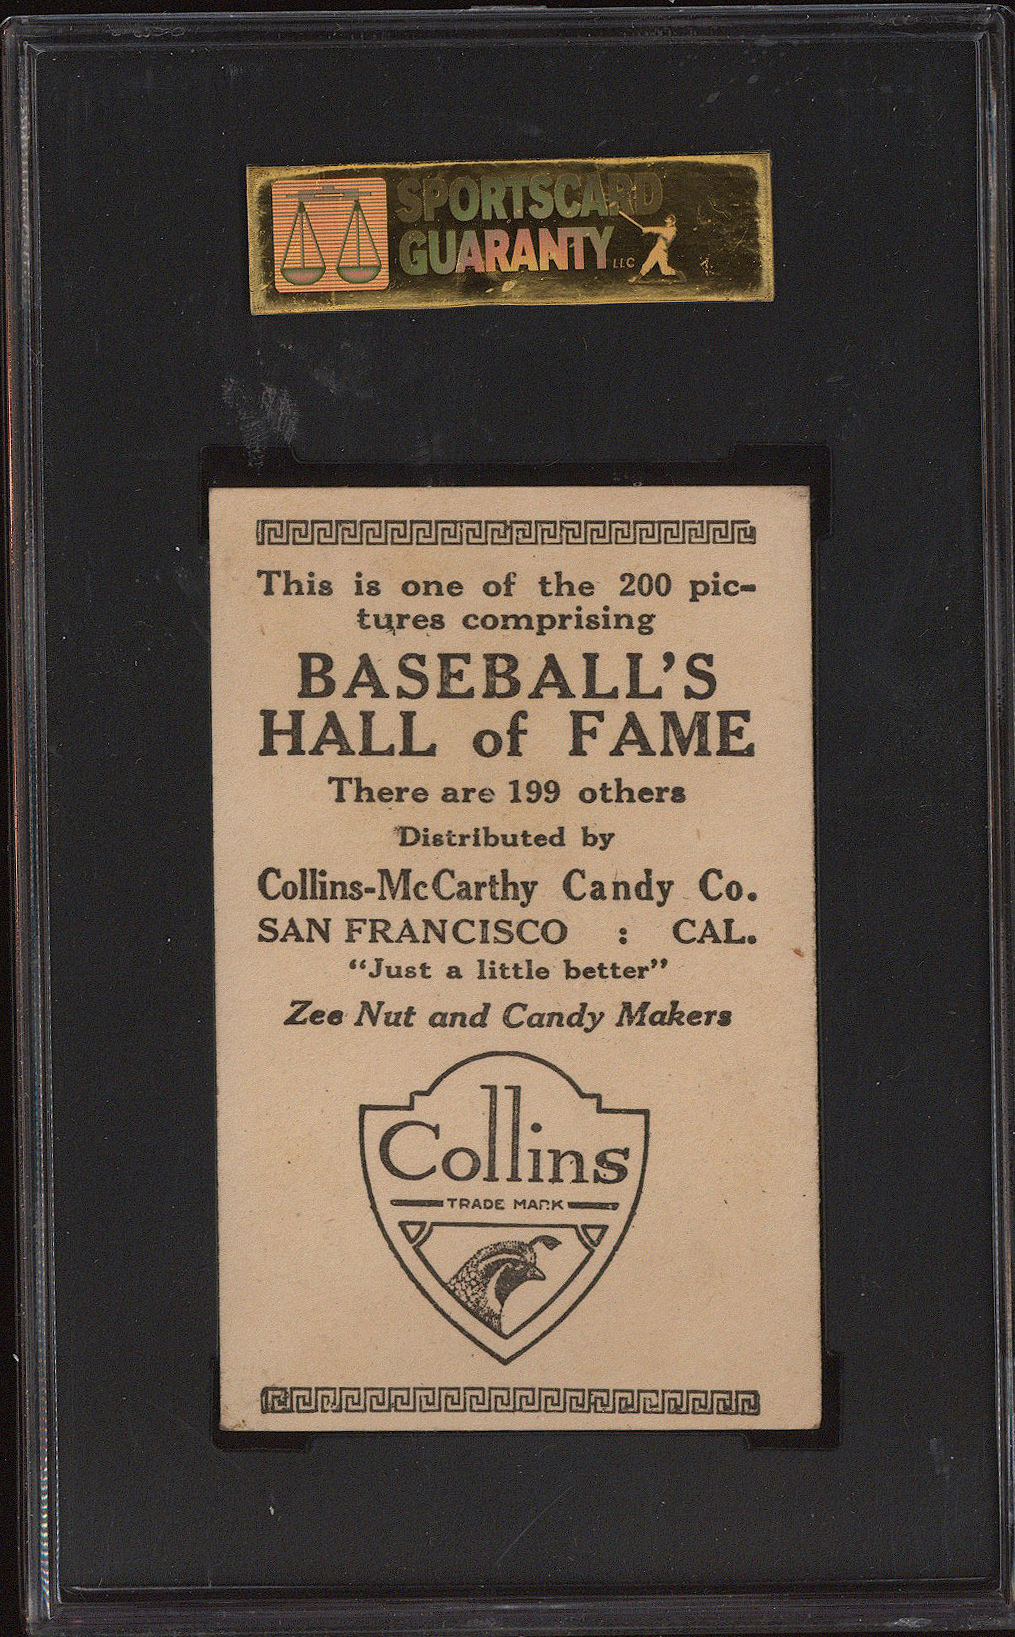 SPORTSCARD
GUARANTY LLC
This is one of the 200 pic-
tures comprising
BASEBALL'S
HALL of FAME
There are 199 others
Distributed by
Collins-McCarthy Candy Co.
SAN FRANCISCO : CAL.
“Just a little better”
Zee Nut and Candy Makers
Collins
TRADE MARK